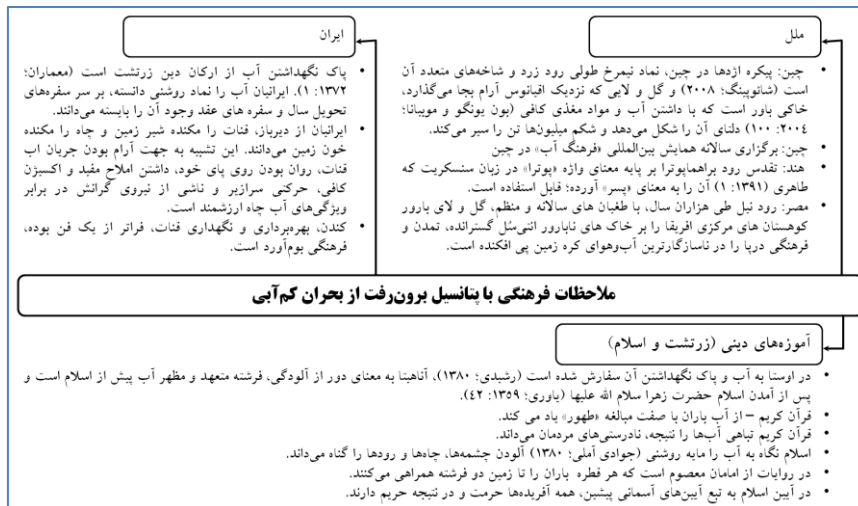 ملل
چین: پیکره اژدها در چین، نماد نیمرخ طولی رود زرد و شاخه‌های متعدد آن
است (شائوپینگ؛ ۲۰۰۸) و گل و لایی که نزدیک اقیانوس آرام بجا می‌گذارد،
خاکی بارور است که با داشتن آب و مواد مغذی کافی (یون یونگو و موییانا؛
۲۰۰۴: ۱۰۰) دلتای آن را شکل می‌دهد و شکم میلیون‌ها تن را سیر می‌کند.
چین: برگزاری سالانه همایش بین‌المللی «فرهنگ آب» در چین
هند: تقدس رود براهماپوترا بر پایه معنای واژه «پوترا» در زبان سنسکریت که
طاهری (۱۳۹۱: ۱) آن را به معنای «پسر» آورده؛ قابل استفاده است.
مصر: رود نیل طی هزاران سال، با طغیان های سالانه و منظم، گل و لای بارور
کوهستان های مرکزی افریقا را بر خاک های نابارور اتنی‌سُل گسترانده، تمدن و
فرهنگی دیرپا را در ناسازگارترین آب‌وهوای کره زمین پی افکنده است.
ایران
پاک نگهداشتن آب از ارکان دین زرتشت است (معماران؛
۱۳۷۲: ۱). ایرانیان آب را نماد روشنی دانسته، بر سر سفره‌های
تحویل سال و سفره های عقد وجود آن را بایسته می‌دانند.
ایرانیان از دیرباز، قنات را مکنده شیر زمین و چاه را مکنده
خون زمین می‌دانند. این تشبیه به جهت آرام بودن جریان آب
قنات، روان بودن روی پای خود، داشتن املاح مفید و اکسیژن
کافی، حرکتی سرازیر و ناشی از نیروی گرانش در برابر
ویژگی‌های آب چاه ارزشمند است.
کندن، بهره‌برداری و نگهداری قنات، فراتر از یک فن بوده،
فرهنگی بوم‌آورد است.
ملاحظات فرهنگی با پتانسیل برون‌رفت از بحران کم‌آبی
آموزه‌های دینی (زرتشت و اسلام)
در اوستا به آب و پاک نگهداشتن آن سفارش شده است (رشیدی؛ ۱۳۸۰)، آناهیتا به معنای دور از آلودگی، فرشته متعهد و مظهر آب پیش از اسلام است و
پس از آمدن اسلام حضرت زهرا سلام الله علیها (یاوری؛ ۱۳۵۹: ۴۲).
قرآن کریم – از آب باران با صفت مبالغه «طهور» یاد می کند.
قرآن کریم تباهی آب‌ها را نتیجه، نادرستی‌های مردمان می‌داند.
اسلام نگاه به آب را مایه روشنی (جوادی آملی؛ ۱۳۸۰) آلودن چشمه‌ها، چاه‌ها و رودها را گناه می‌داند.
در روایات از امامان معصوم است که هر قطره باران را تا زمین دو فرشته همراهی می‌کنند.
در آیین اسلام به تبع آیین‌های آسمانی پیشین، همه آفریده‌ها حرمت و در نتیجه حریم دارند.